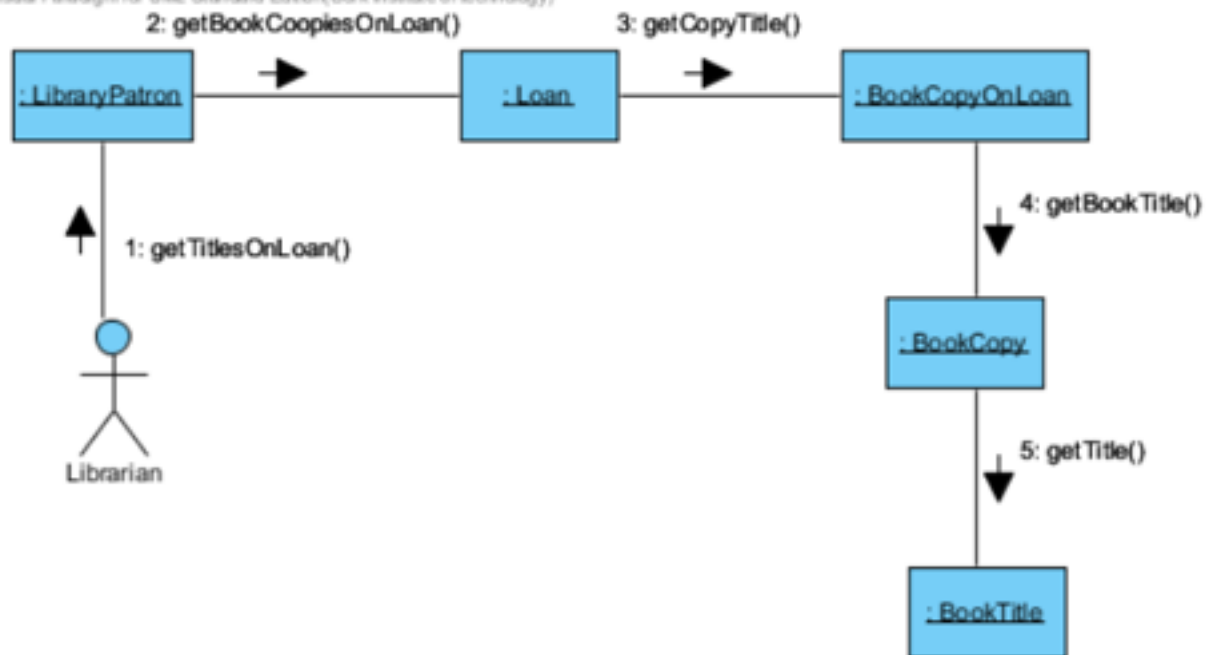 2: getBookCoopiesOnLoan()
3: getCopyTitle()
: LibraryPatron
: Loan
: BookCopyOnLoan
4: getBookTitle()
1: getTitlesOnLoan()
: BookCopy
Librarian
5: getTitle()
: BookTitle